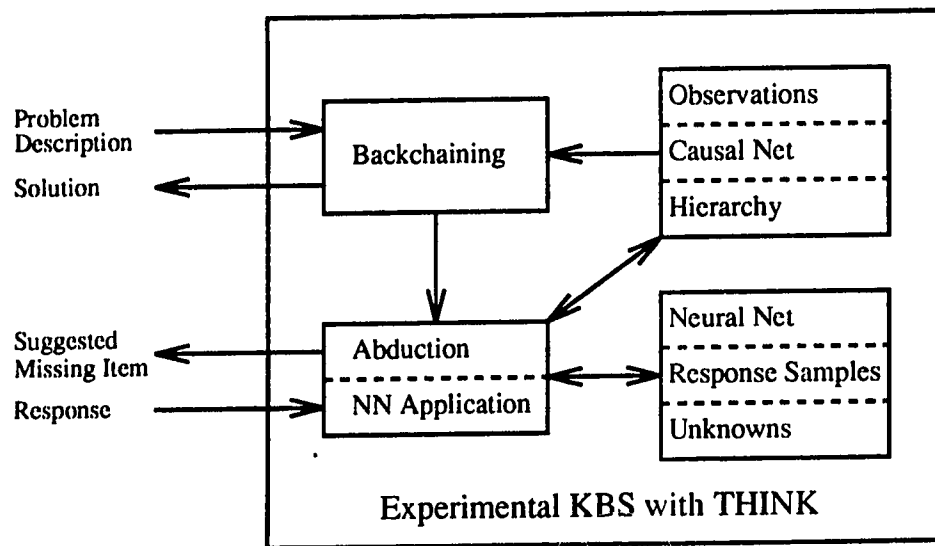 Problem
Description
Solution
Backchaining
Observations
Causal Net
Hierarchy
Suggested
Missing Item
Response
Abduction
NN Application
Neural Net
Response Samples
Unknowns
Experimental KBS with THINK